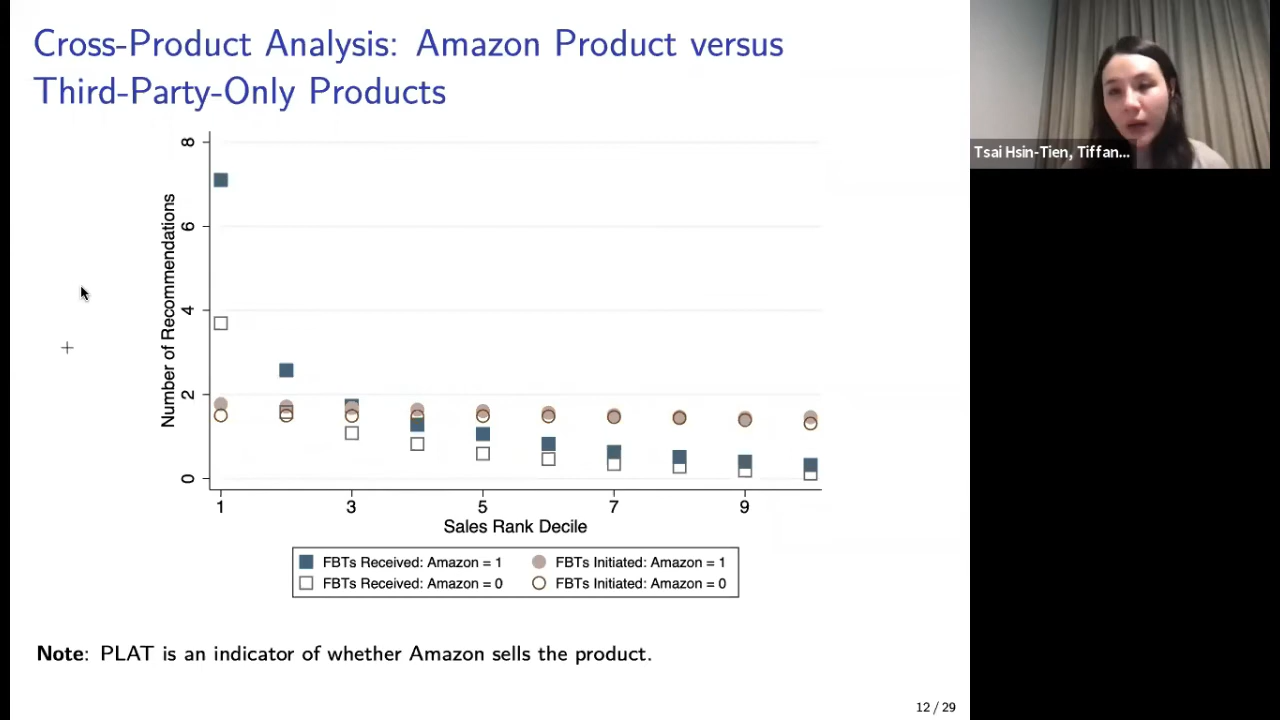 Cross-Product Analysis: Amazon Product versus
Third-Party-Only Products
Tsai Hsin-Tien, Tiffan...
Number of Recommendations
8
6
4
2
0
1 3 5 7 9
Sales Rank Decile
FBTs Received: Amazon = 1 FBTs Initiated: Amazon = 1
FBTs Received: Amazon = 0 FBTs Initiated: Amazon = 0
Note: PLAT is an indicator of whether Amazon sells the product.
12 / 29